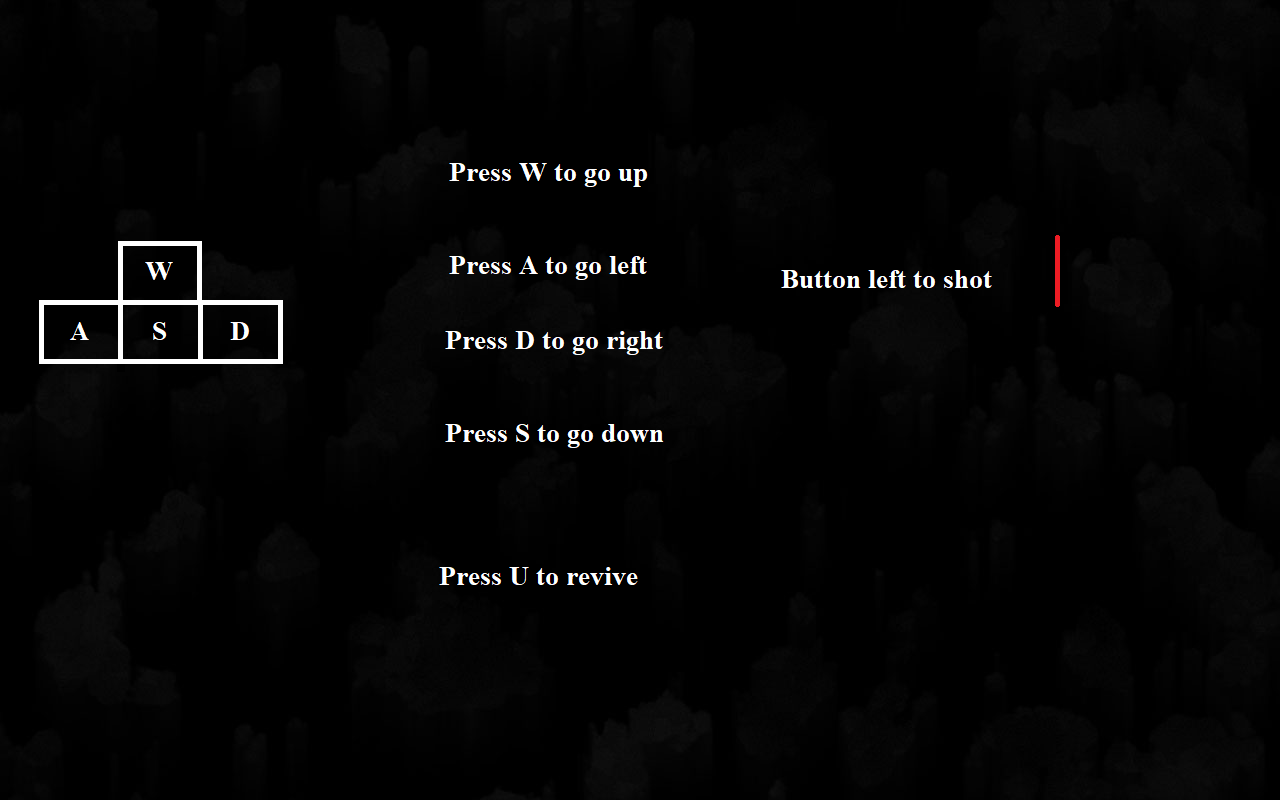 W
A S D
Press W to go up
Press A to go left
Press D to go right
Press S to go down
Press U to revive
Button left to shot